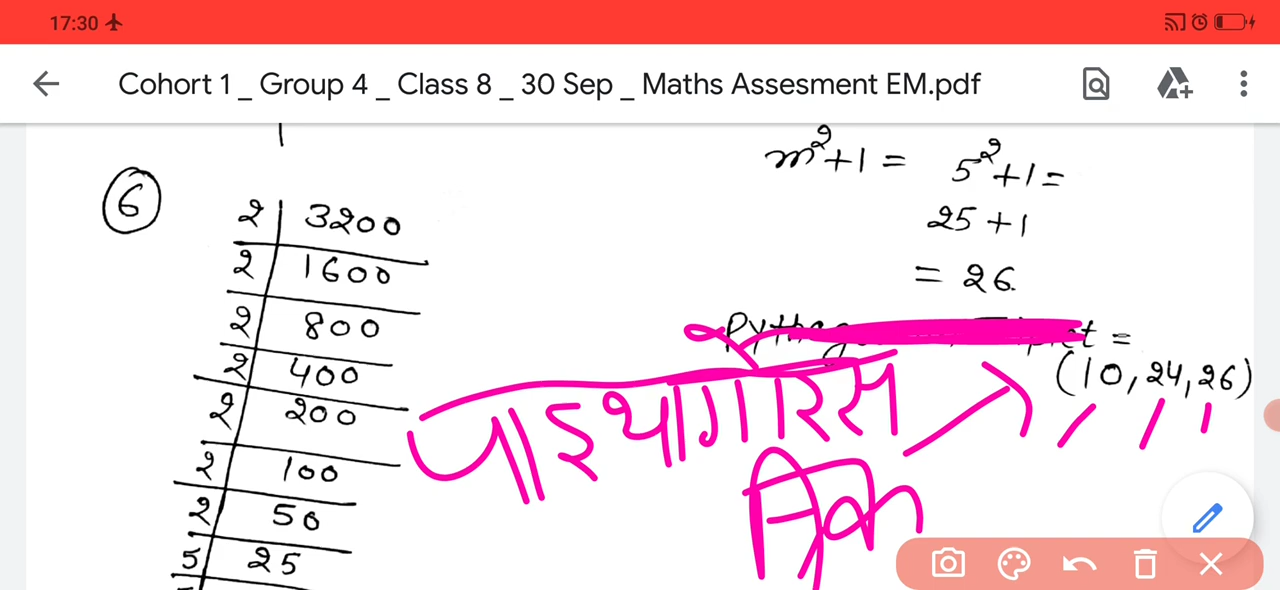 17:30
Cohort 1 _ Group 4 _ Class 8 _ 30 Sep _ Maths Assesment EM.pdf
1
m²+1 = 5²+1 =
25 + 1
= 26.
=
(10, 24, 26)
पाइथागोरस
त्रिक
6
2 | 3200
2 | 1600
2 | 800
2 | 400
2 | 200
2 | 100
2 | 50
5 | 25